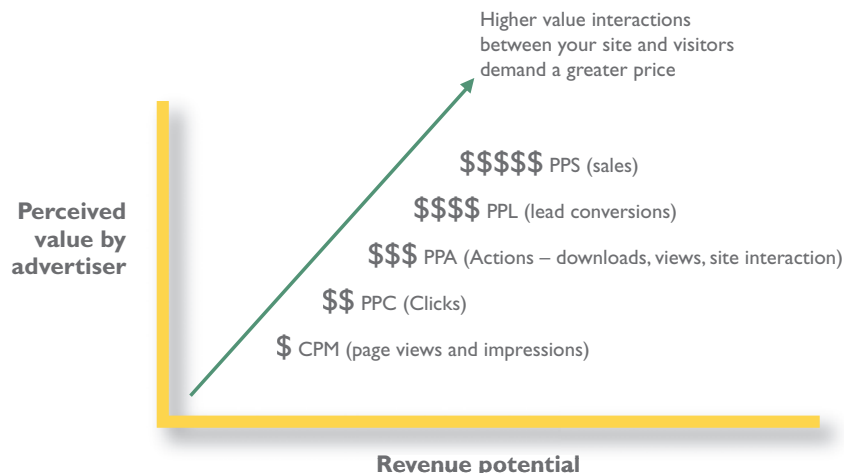 Higher value interactions
between your site and visitors
demand a greater price
$$$$$ PPS (sales)
Perceived
value by
advertiser
$$$$ PPL (lead conversions)
$$$ PPA (Actions – downloads, views, site interaction)
$$ PPC (Clicks)
$ CPM (page views and impressions)
Revenue potential